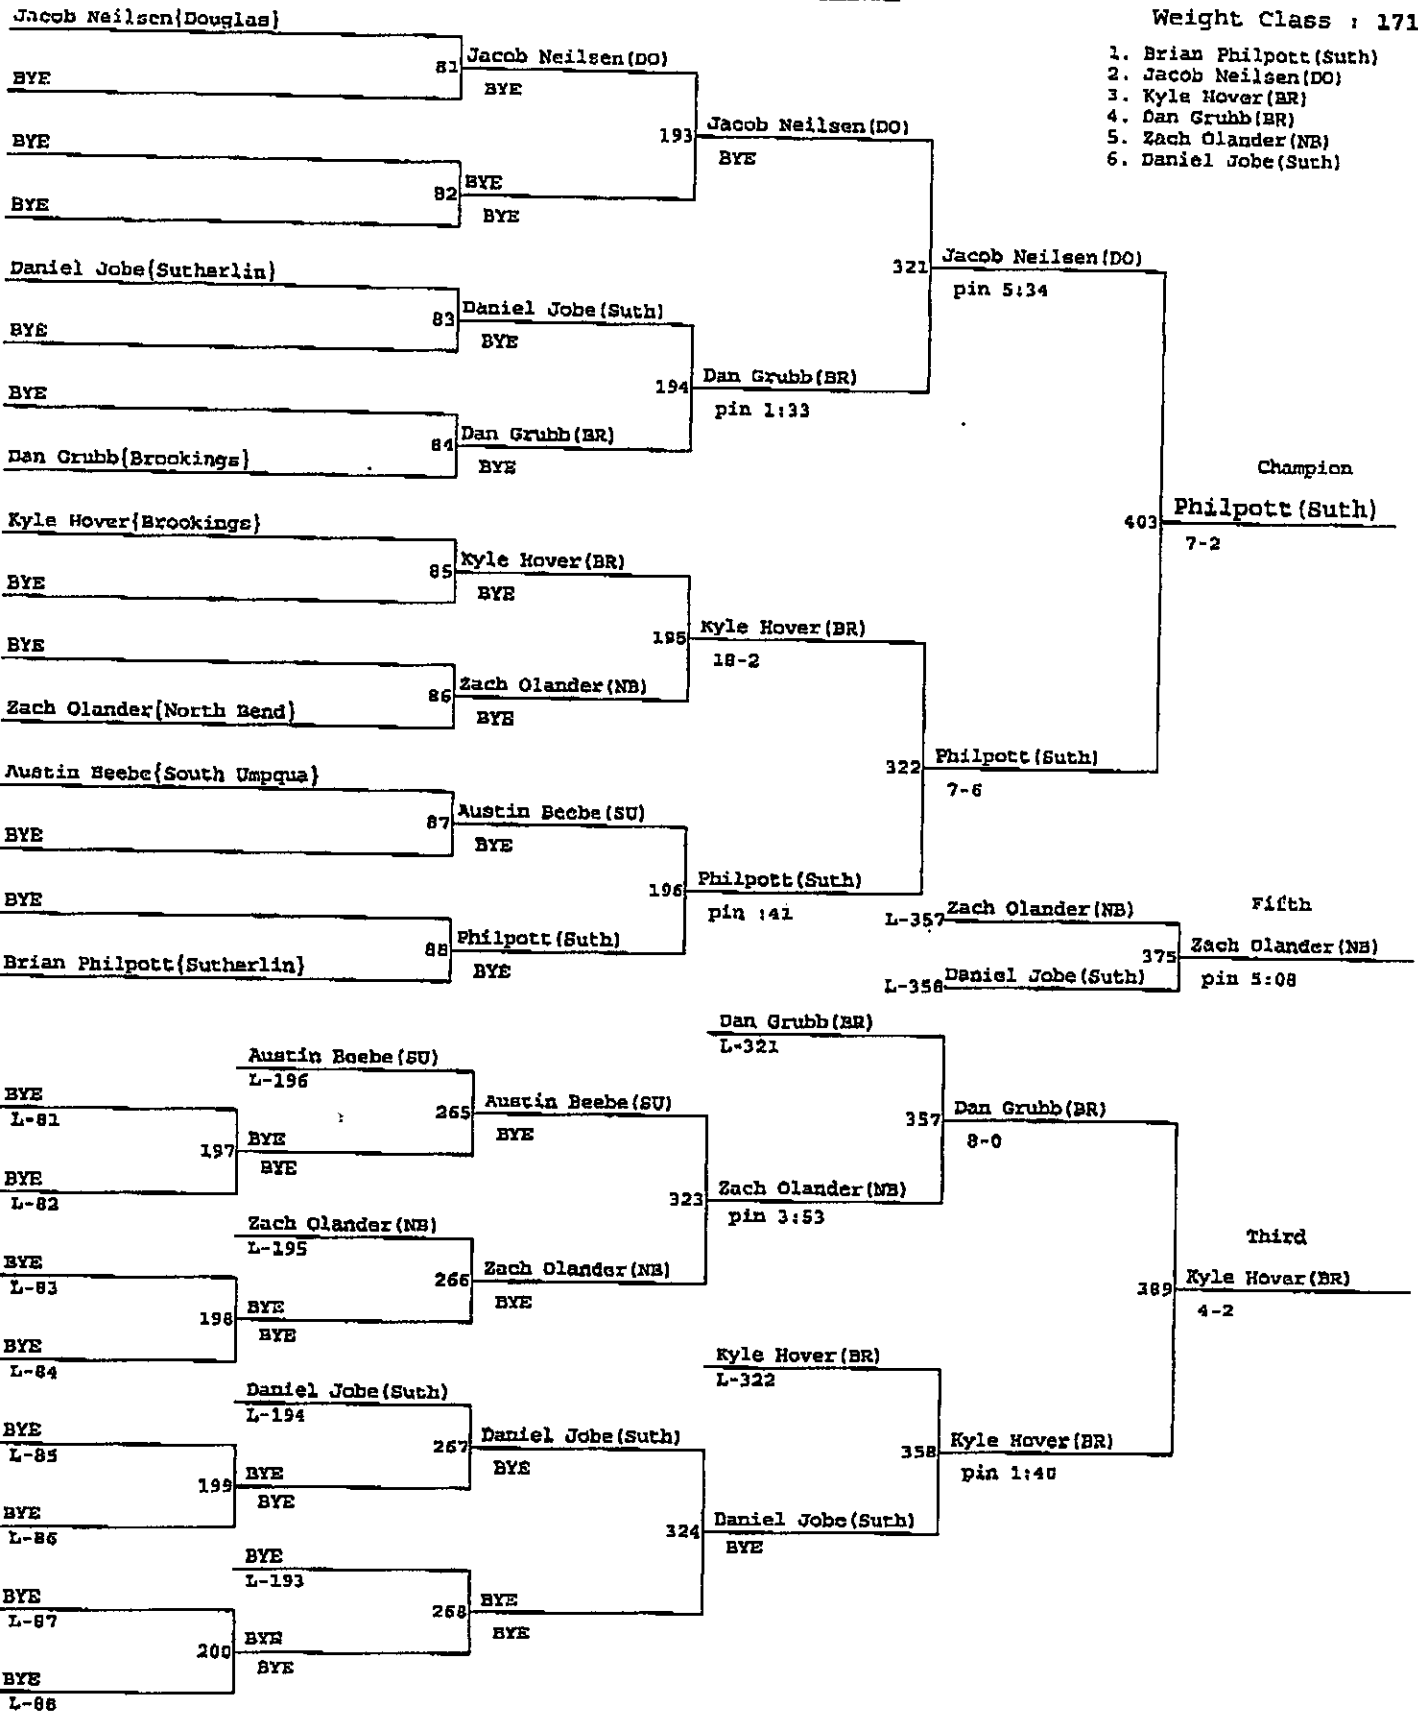 Weight Class : 171
1. Brian Philpott(Suth)
2. Jacob Neilsen(DO)
3. Kyle Hover(BR)
4. Dan Grubb(BR)
5. Zach Olander(NB)
6. Daniel Jobe(Suth)
Jacob Neilsen{Douglas}
81 Jacob Neilsen(DO)
BYE
BYE
193 Jacob Neilsen(DO)
BYE
BYE
82 BYE
BYE
BYE
321 Jacob Neilsen(DO)
pin 5:34
Daniel Jobe{Sutherlin}
83 Daniel Jobe(Suth)
BYE
BYE
194 Dan Grubb(BR)
pin 1:33
BYE
84 Dan Grubb(BR)
BYE
Dan Grubb{Brookings}
Champion
403 Philpott(Suth)
7-2
Kyle Hover{Brookings}
85 Kyle Hover(BR)
BYE
BYE
195 Kyle Hover(BR)
18-2
BYE
86 Zach Olander(NB)
BYE
Zach Olander{North Bend}
322 Philpott(Suth)
7-6
Austin Beebe{South Umpqua}
87 Austin Beebe(SU)
BYE
BYE
196 Philpott(Suth)
pin :41
BYE
88 Philpott(Suth)
BYE
Brian Philpott{Sutherlin}
L-357 Zach Olander(NB)
Fifth
375 Zach Olander(NB)
pin 5:08
L-358 Daniel Jobe(Suth)
Dan Grubb(BR)
L-321
Austin Beebe(SU)
L-196
BYE
L-81
265 Austin Beebe(SU)
BYE
357 Dan Grubb(BR)
8-0
197 BYE
BYE
BYE
L-82
323 Zach Olander(NB)
pin 3:53
Zach Olander(NB)
L-195
Third
BYE
L-83
266 Zach Olander(NB)
BYE
389 Kyle Hover(BR)
4-2
198 BYE
BYE
BYE
L-84
Kyle Hover(BR)
L-322
Daniel Jobe(Suth)
L-194
BYE
L-85
267 Daniel Jobe(Suth)
BYE
358 Kyle Hover(BR)
pin 1:40
199 BYE
BYE
BYE
L-86
324 Daniel Jobe(Suth)
BYE
BYE
L-193
BYE
L-87
268 BYE
BYE
200 BYE
BYE
BYE
L-88